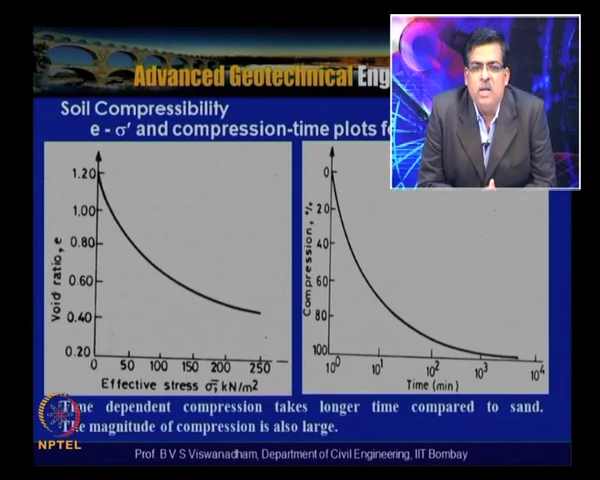 Advanced Geotechnical Eng
Soil Compressibility
e - σ′ and compression-time plots f
Void ratio, e
1.20
1.00
0.80
0.60
0.40
0.20
0 50 100 150 200 250
Effective stress σ̄, kN/m²
Compression, %
0
20
40
60
80
100
10⁰ 10¹ 10² 10³ 10⁴
Time (min)
Time dependent compression takes longer time compared to sand.
The magnitude of compression is also large.
NPTEL
Prof. B V S Viswanadham, Department of Civil Engineering, IIT Bombay